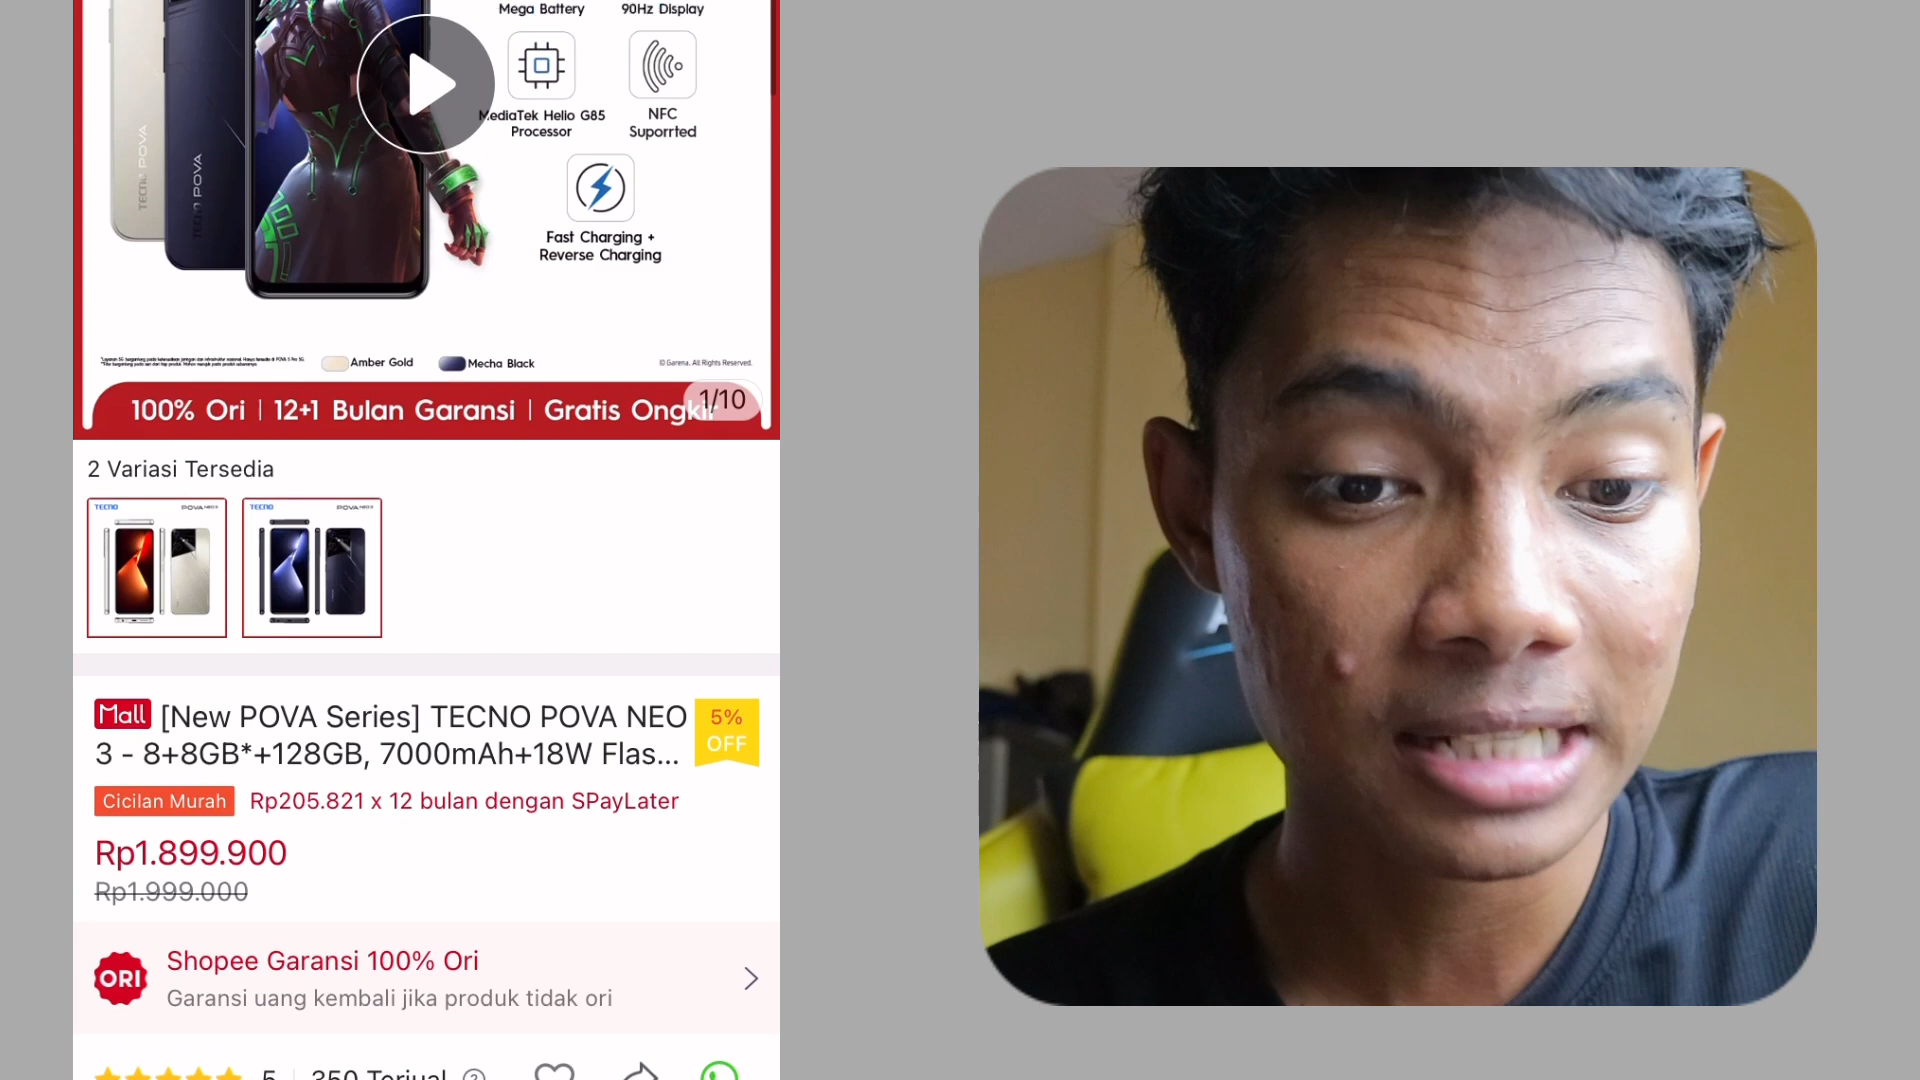 Mega Battery
90Hz Display
MediaTek Helio G85
Processor
NFC
Suporrted
Fast Charging +
Reverse Charging
TECNO POVA
TECNO POVA
Amber Gold
Mecha Black
© Garena. All Rights Reserved.
100% Ori | 12+1 Bulan Garansi | Gratis Ongkir
1/10
2 Variasi Tersedia
TECNO
POVA NEO 3
TECNO
POVA NEO 3
Mall [New POVA Series] TECNO POVA NEO
3 - 8+8GB*+128GB, 7000mAh+18W Flas...
5%
OFF
Cicilan Murah
Rp205.821 x 12 bulan dengan SPayLater
Rp1.899.900
Rp1.999.000
ORI
Shopee Garansi 100% Ori
Garansi uang kembali jika produk tidak ori
5 | 350 Terjual ?